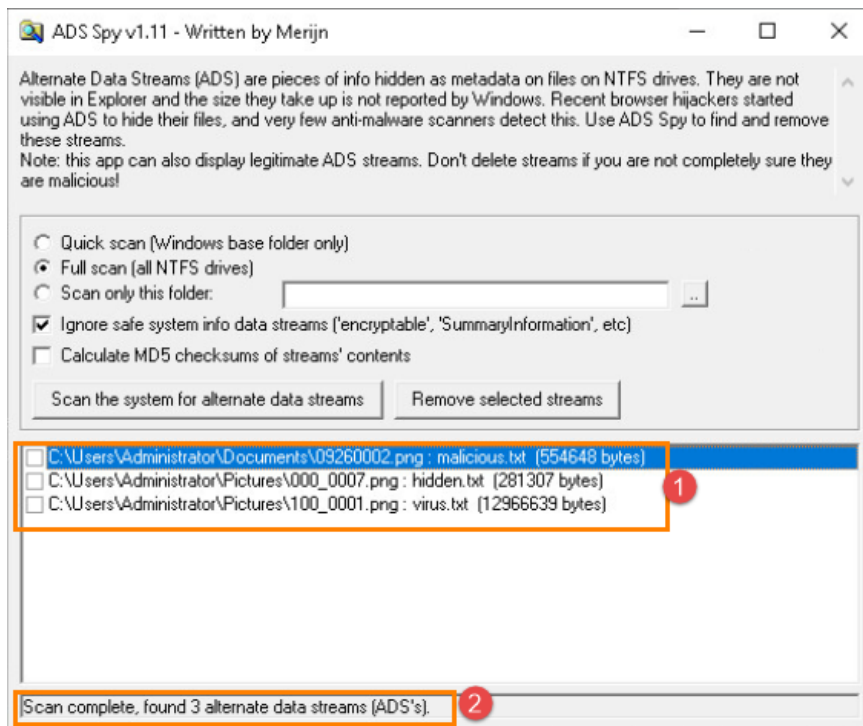 ADS Spy v1.11 - Written by Merijn
Alternate Data Streams (ADS) are pieces of info hidden as metadata on files on NTFS drives. They are not
visible in Explorer and the size they take up is not reported by Windows. Recent browser hijackers started
using ADS to hide their files, and very few anti-malware scanners detect this. Use ADS Spy to find and remove
these streams.
Note: this app can also display legitimate ADS streams. Don't delete streams if you are not completely sure they
are malicious!
Quick scan (Windows base folder only)
Full scan (all NTFS drives)
Scan only this folder:
..
Ignore safe system info data streams ('encryptable', 'SummaryInformation', etc)
Calculate MD5 checksums of streams' contents
Scan the system for alternate data streams
Remove selected streams
C:\Users\Administrator\Documents\09260002.png : malicious.txt (554648 bytes)
C:\Users\Administrator\Pictures\000_0007.png : hidden.txt (281307 bytes)
C:\Users\Administrator\Pictures\100_0001.png : virus.txt (12966639 bytes)
1
Scan complete, found 3 alternate data streams (ADS's).
2